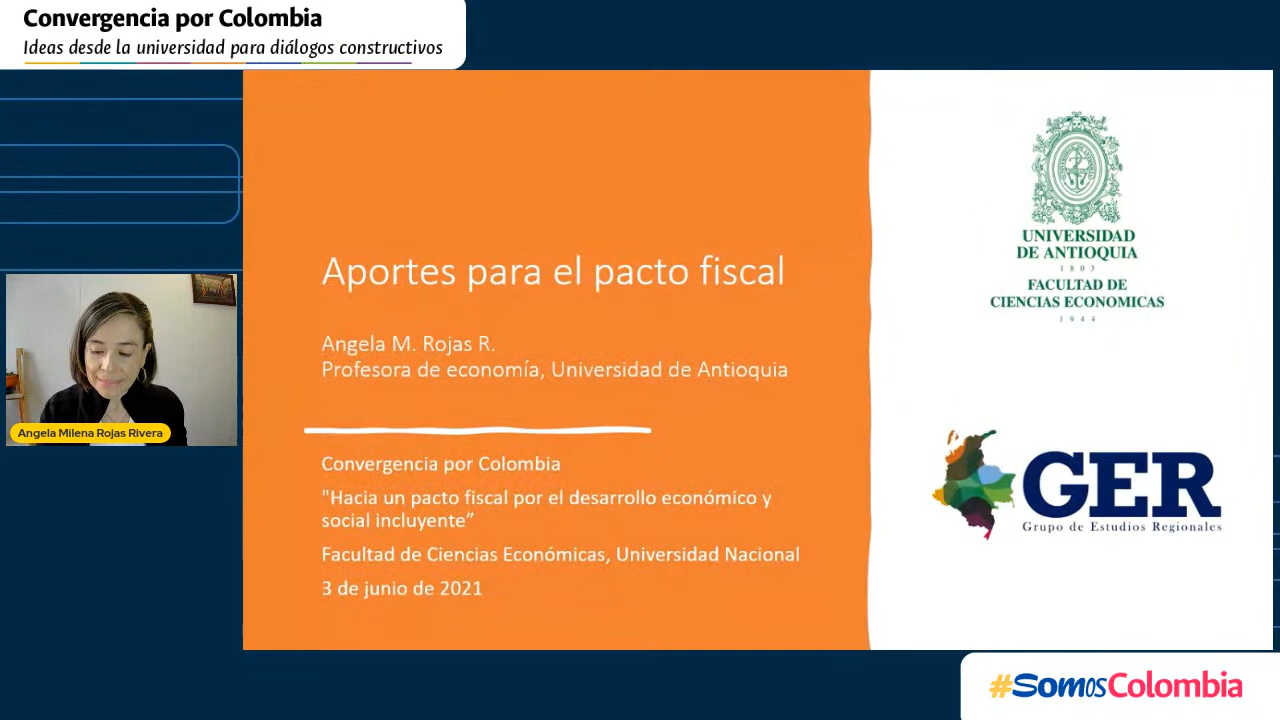 Convergencia por Colombia
Ideas desde la universidad para diálogos constructivos
Aportes para el pacto fiscal
Angela M. Rojas R.
Profesora de economía, Universidad de Antioquia
Convergencia por Colombia
"Hacia un pacto fiscal por el desarrollo económico y
social incluyente”
Facultad de Ciencias Económicas, Universidad Nacional
3 de junio de 2021
UNIVERSIDAD
DE ANTIOQUIA
1803
FACULTAD DE
CIENCIAS ECONOMICAS
1944
GER
Grupo de Estudios Regionales
Angela Milena Rojas Rivera
#SomosColombia